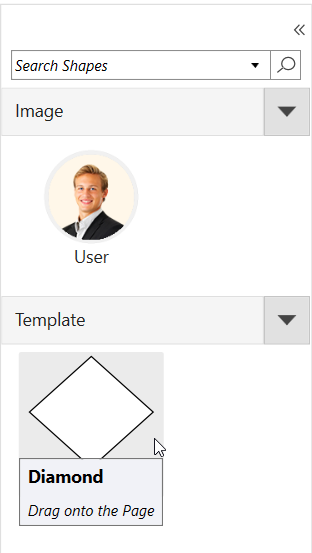 Search Shapes
Image
User
Template
Diamond
Drag onto the Page